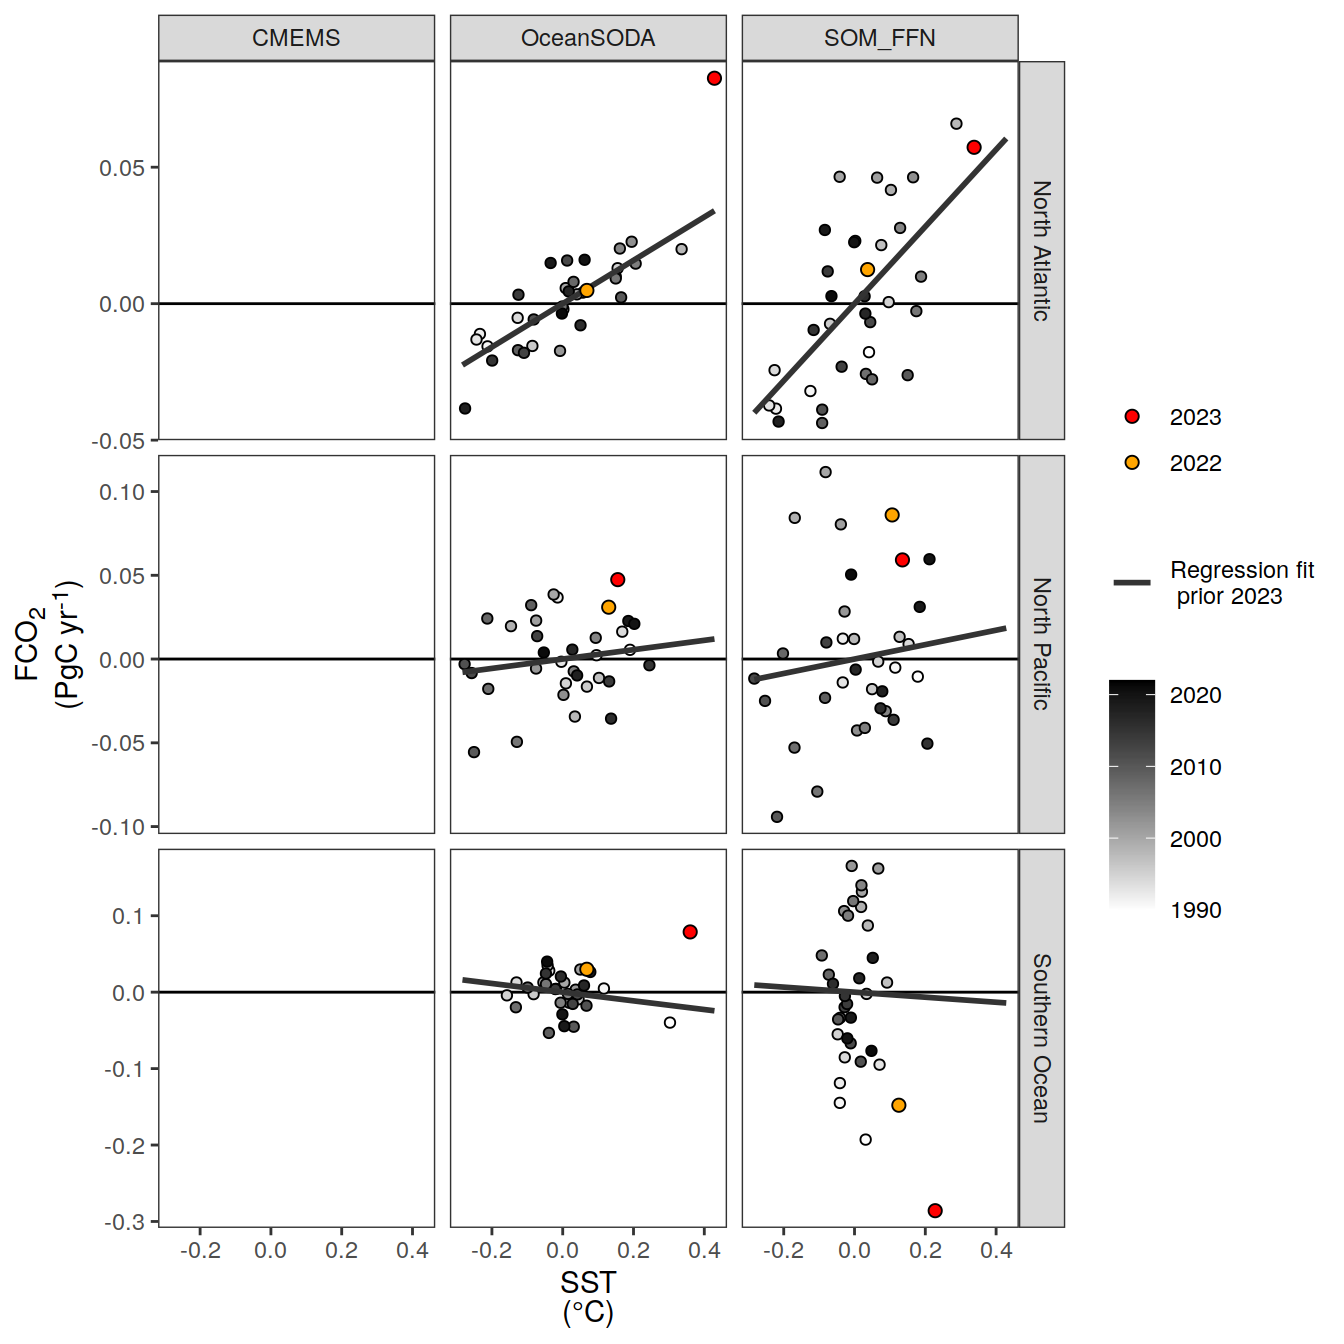 CMEMS
OceanSODA
SOM_FFN
0.05
0.00
-0.05
North Atlantic
0.10
0.05
0.00
-0.05
-0.10
North Pacific
0.1
0.0
-0.1
-0.2
-0.3
Southern Ocean
FCO₂
(PgC yr⁻¹)
-0.2 0.0 0.2 0.4
-0.2 0.0 0.2 0.4
-0.2 0.0 0.2 0.4
SST
(°C)
2023
2022
Regression fit
prior 2023
2020
2010
2000
1990